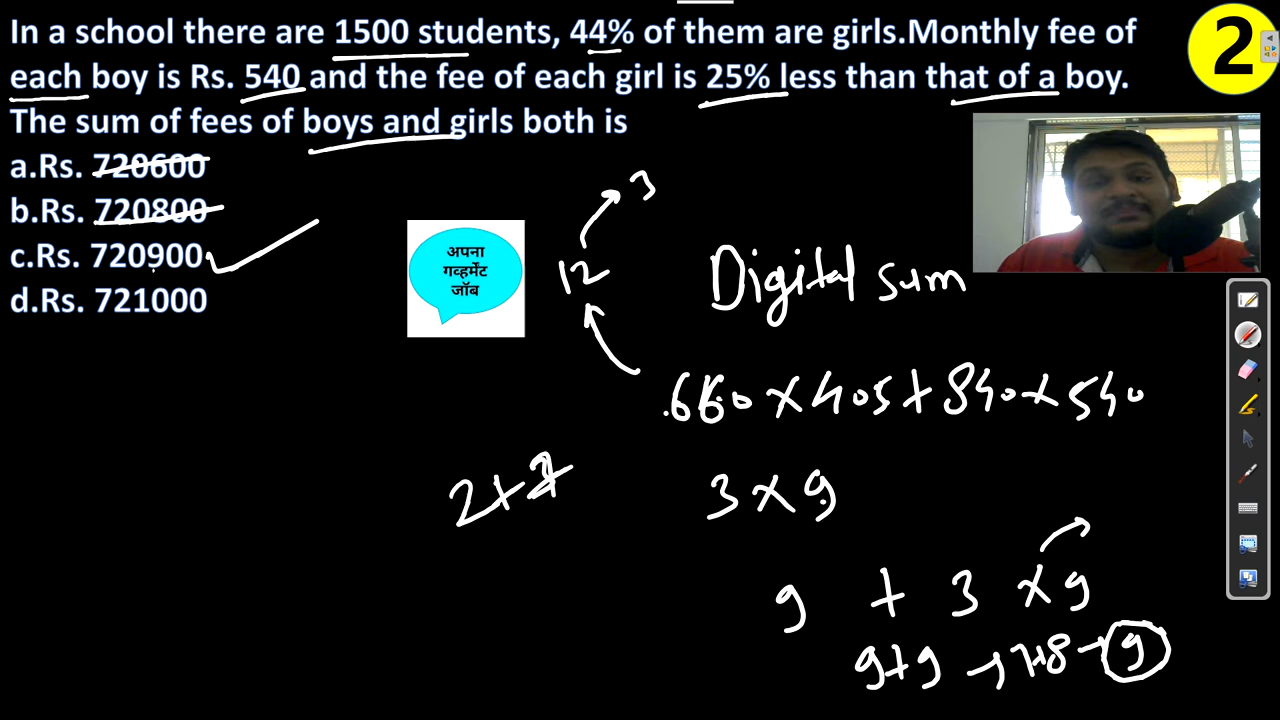 In a school there are 1500 students, 44% of them are girls.Monthly fee of
each boy is Rs. 540 and the fee of each girl is 25% less than that of a boy.
The sum of fees of boys and girls both is
a.Rs. 720600
b.Rs. 720800
c.Rs. 720900
d.Rs. 721000
2
अपना
गव्हर्मेंट
जॉब
3
12
Digital sum
660 x 405 + 840 x 540
3 x 9
9 + 3 x 9
9+9 → 1+8 → 9